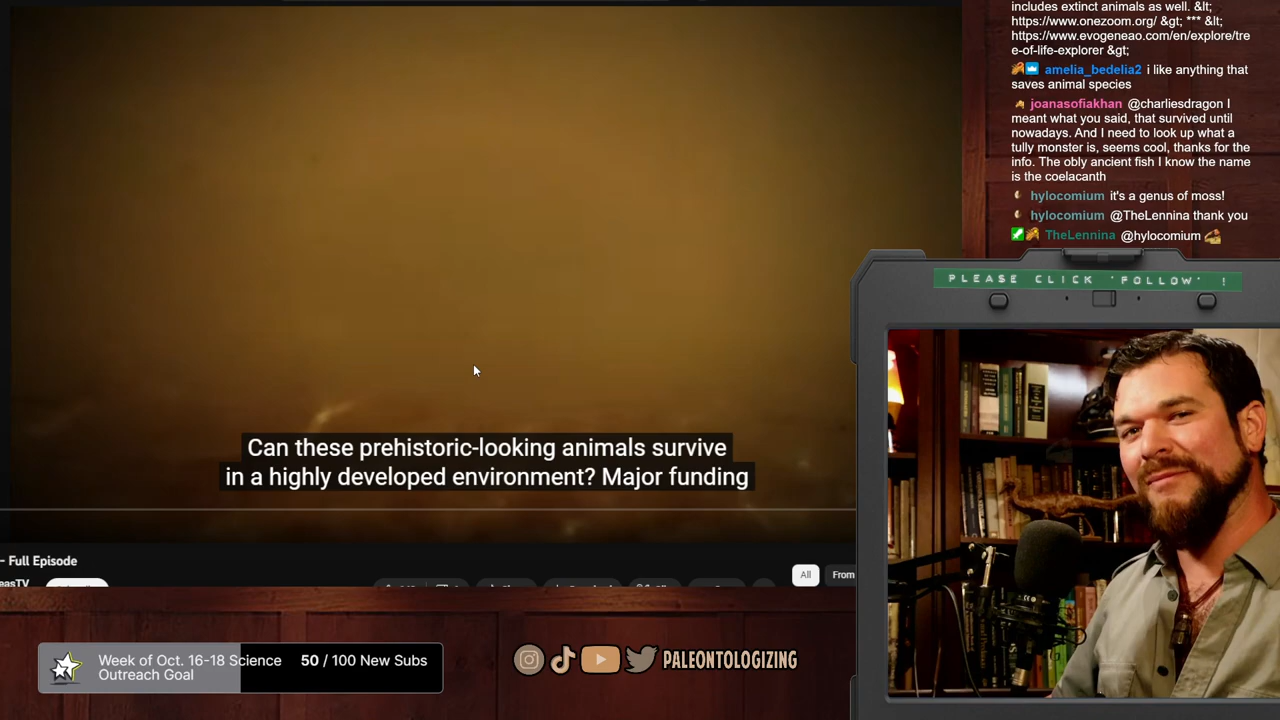 Can these prehistoric-looking animals survive
in a highly developed environment? Major funding
- Full Episode
easTV
All
From
includes extinct animals as well. &lt;
https://www.onezoom.org/ &gt; *** &lt;
https://www.evogeneao.com/en/explore/tre
e-of-life-explorer &gt;
amelia_bedelia2 i like anything that
saves animal species
joanasofiakhan @charliesdragon I
meant what you said, that survived until
nowadays. And I need to look up what a
tully monster is, seems cool, thanks for the
info. The obly ancient fish I know the name
is the coelacanth
hylocomium it's a genus of moss!
hylocomium @TheLennina thank you
TheLennina @hylocomium
PLEASE CLICK 'FOLLOW' !
Week of Oct. 16-18 Science
Outreach Goal
50 / 100 New Subs
PALEONTOLOGIZING